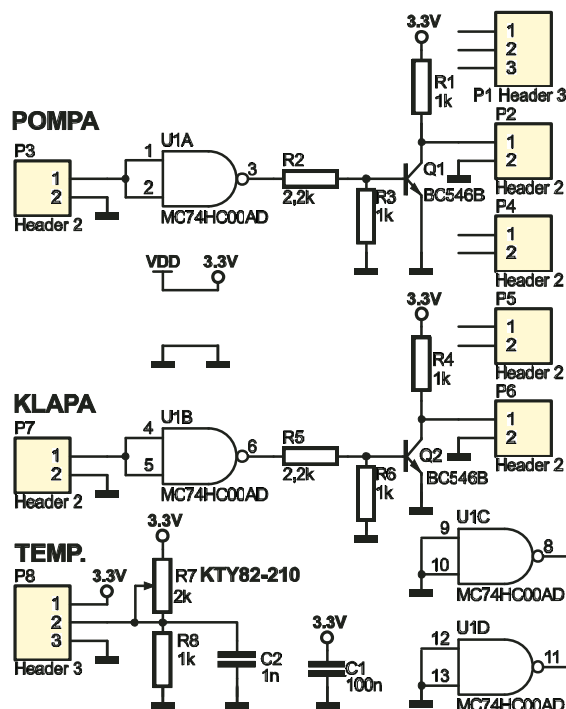 3.3V
1
2
3
R1
1k
P1 Header 3
POMPA
P2
U1A
P3
1
1
3
R2
1
2
2
2
Q1
2,2k
R3
1k
BC546B
Header 2
MC74HC00AD
Header 2
P4
VDD
3.3V
1
2
Header 2
3.3V
P5
1
R4
1k
2
KLAPA
Header 2
P6
U1B
P7
4
1
6
R5
1
2
5
2
Q2
2,2k
R6
1k
BC546B
Header 2
MC74HC00AD
Header 2
3.3V
U1C
9
TEMP.
8
P8
3.3V
R7 KTY82-210
10
1
2k
MC74HC00AD
2
3.3V
U1D
3
R8
12
1k
C2
C1
11
Header 3
1n
100n
13
MC74HC00AD